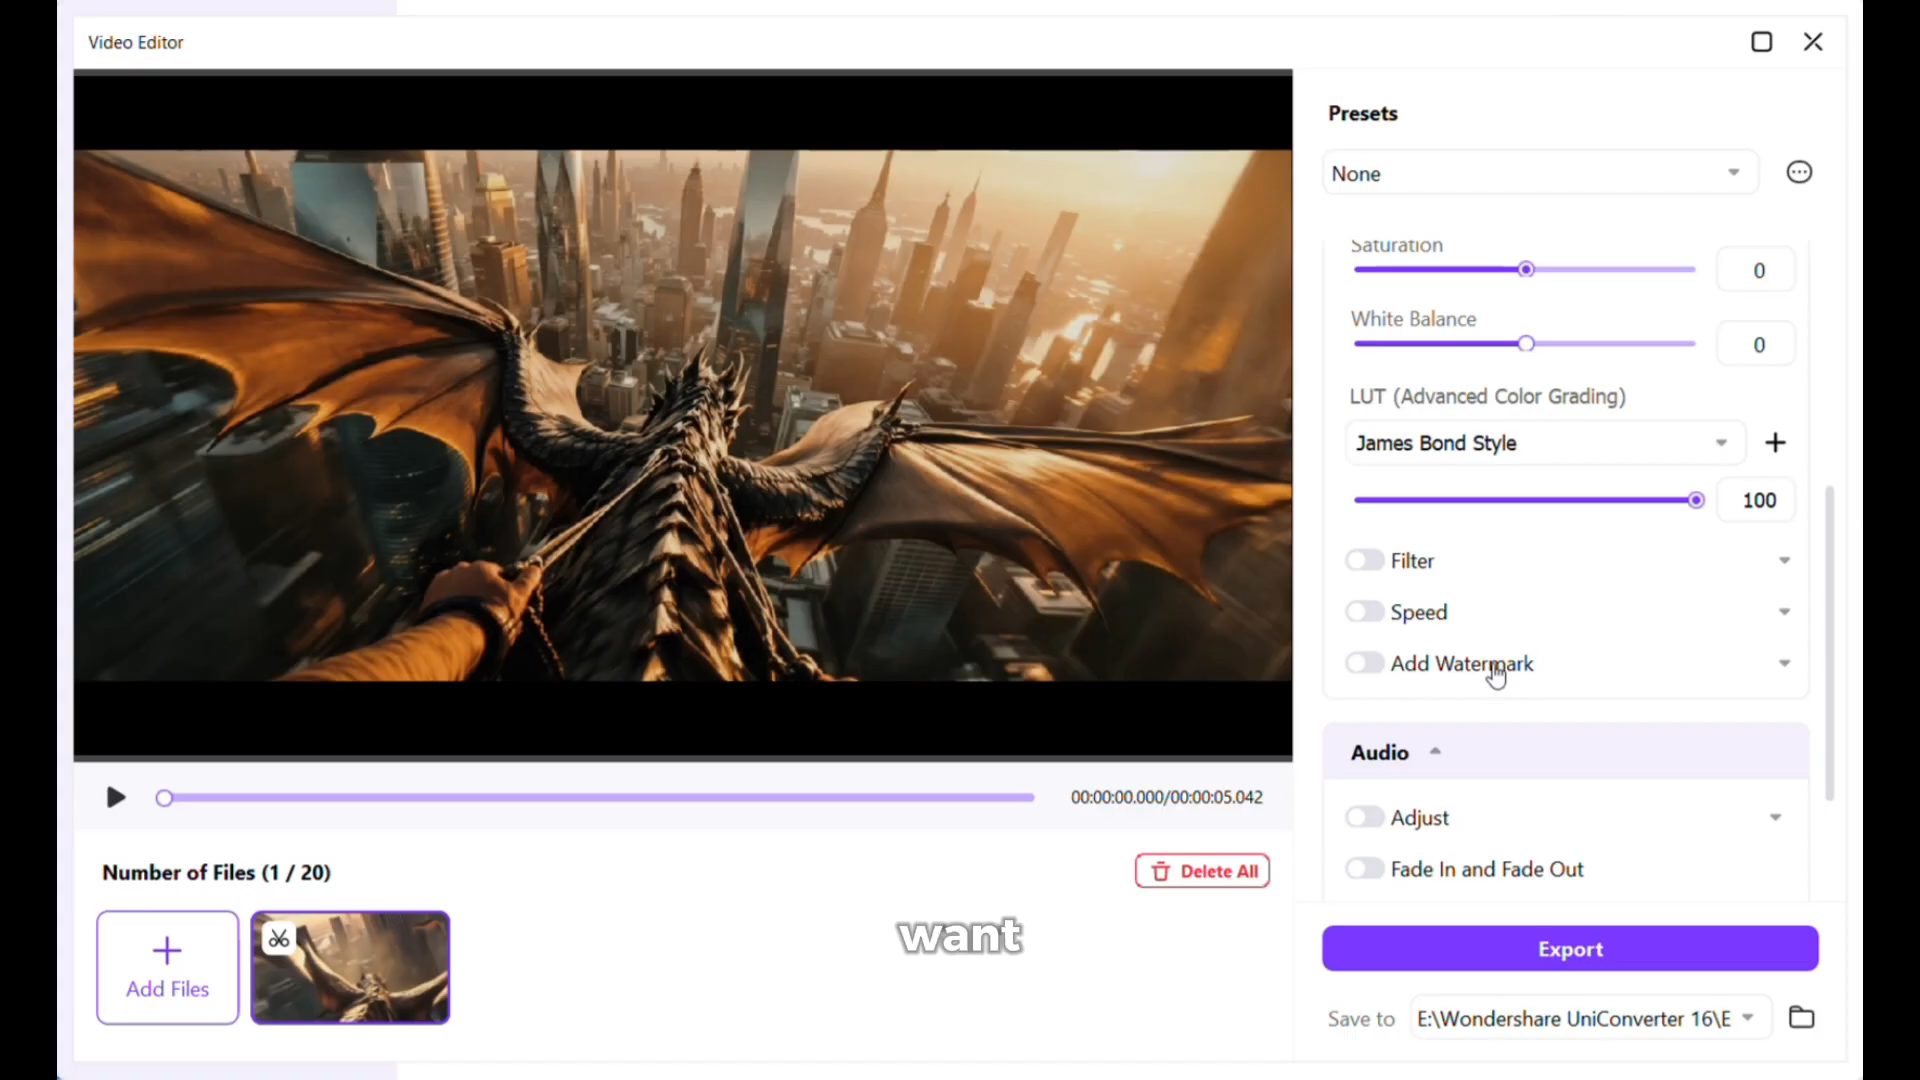 Video Editor
Presets
None
Saturation
0
White Balance
0
LUT (Advanced Color Grading)
James Bond Style
100
Filter
Speed
Add Watermark
Audio
Adjust
Fade In and Fade Out
00:00:00.000/00:00:05.042
Number of Files (1 / 20)
Delete All
Add Files
want
Export
Save to E:\Wondershare UniConverter 16\E